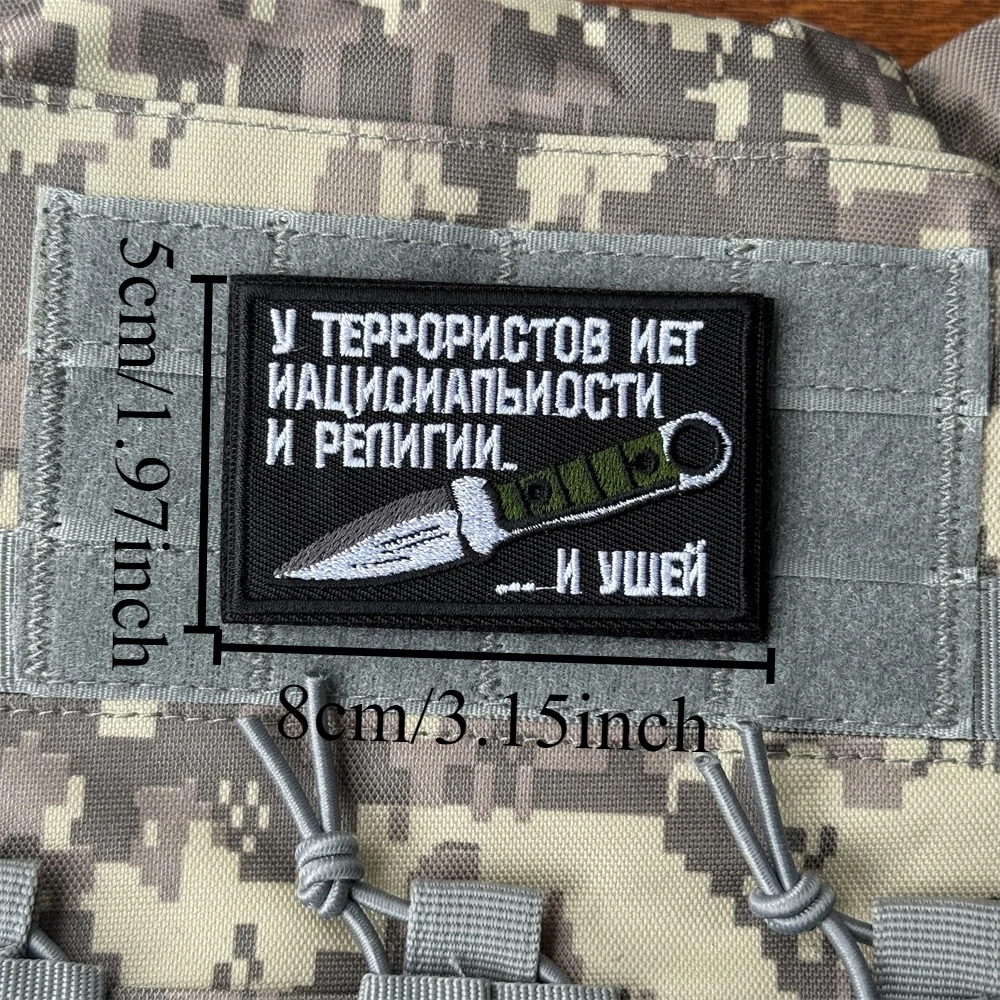 У ТЕРРОРИСТОВ ИЕТ
ИАЦИОИАПЬИОСТИ
И РЕПИГИИ...
...И УШЕЙ
5cm/1.97inch
8cm/3.15inch